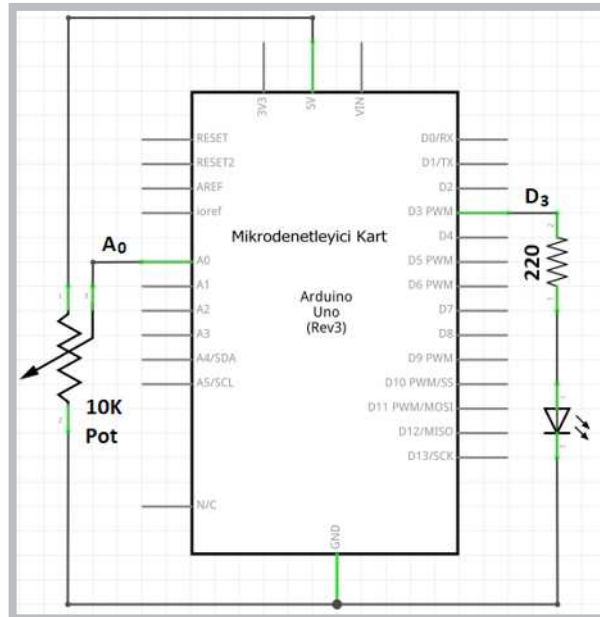 3V3
5V
VIN
RESET
RESET2
AREF
ioref
A0
A1
A2
A3
A4/SDA
A5/SCL
N/C
D0/RX
D1/TX
D2
D3 PWM
D4
D5 PWM
D6 PWM
D7
D8
D9 PWM
D10 PWM/SS
D11 PWM/MOSI
D12/MISO
D13/SCK
GND
Mikrodenetleyici Kart
Arduino
Uno
(Rev3)
A0
10K
Pot
D3
220